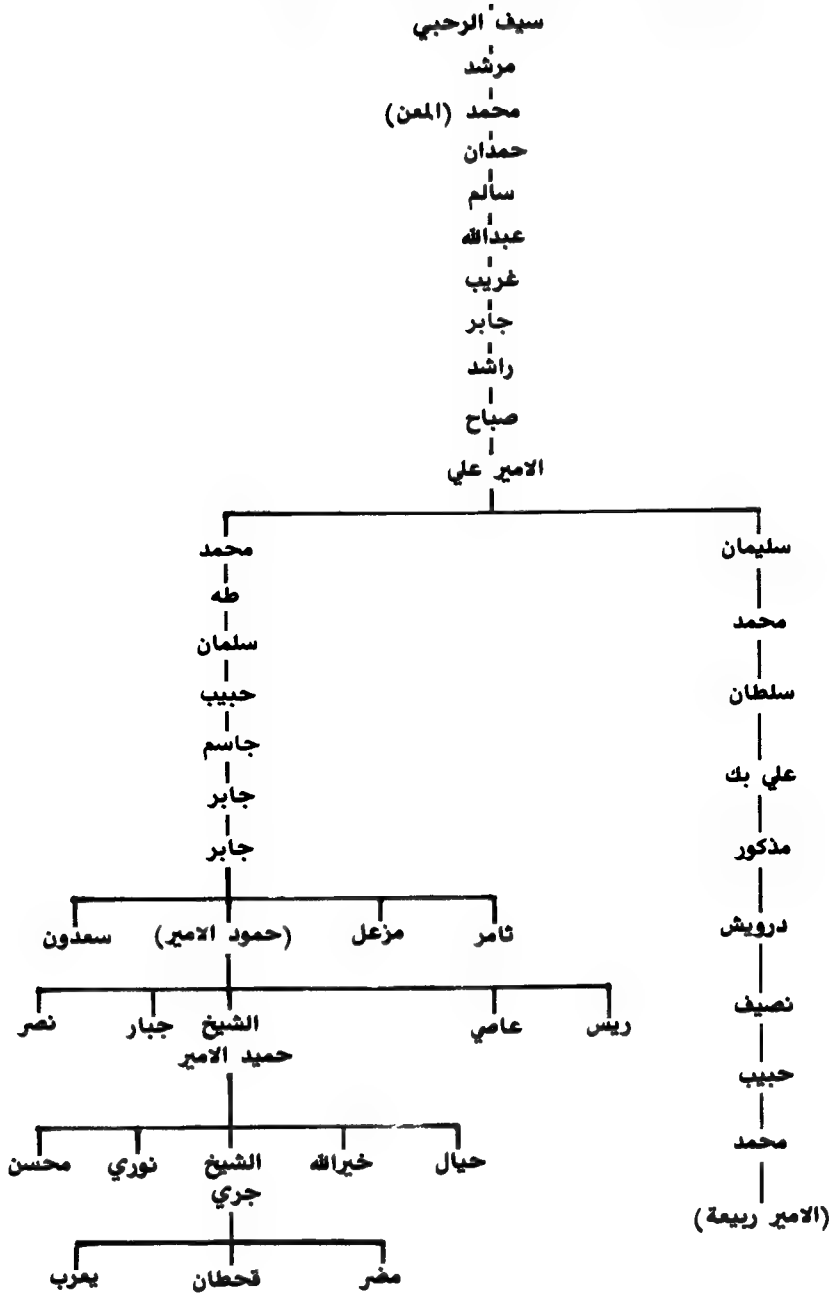 سيف الرحبي
مرشد
محمد (المعن)
حمدان
سالم
عبدالله
غريب
جابر
راشد
صباح
الامير علي
سليمان
محمد
سلطان
علي بك
مذكور
درويش
نصيف
حبيب
محمد
(الامير ربيعة)
محمد
طه
سلمان
حبيب
جاسم
جابر
جابر
ثامر
مزعل
(حمود الامير)
سعدون
ريس
عاصي
الشيخ
حميد الامير
جبار
نصر
حيال
خيرالله
الشيخ
جري
نوري
محسن
مضر
قحطان
يعرب